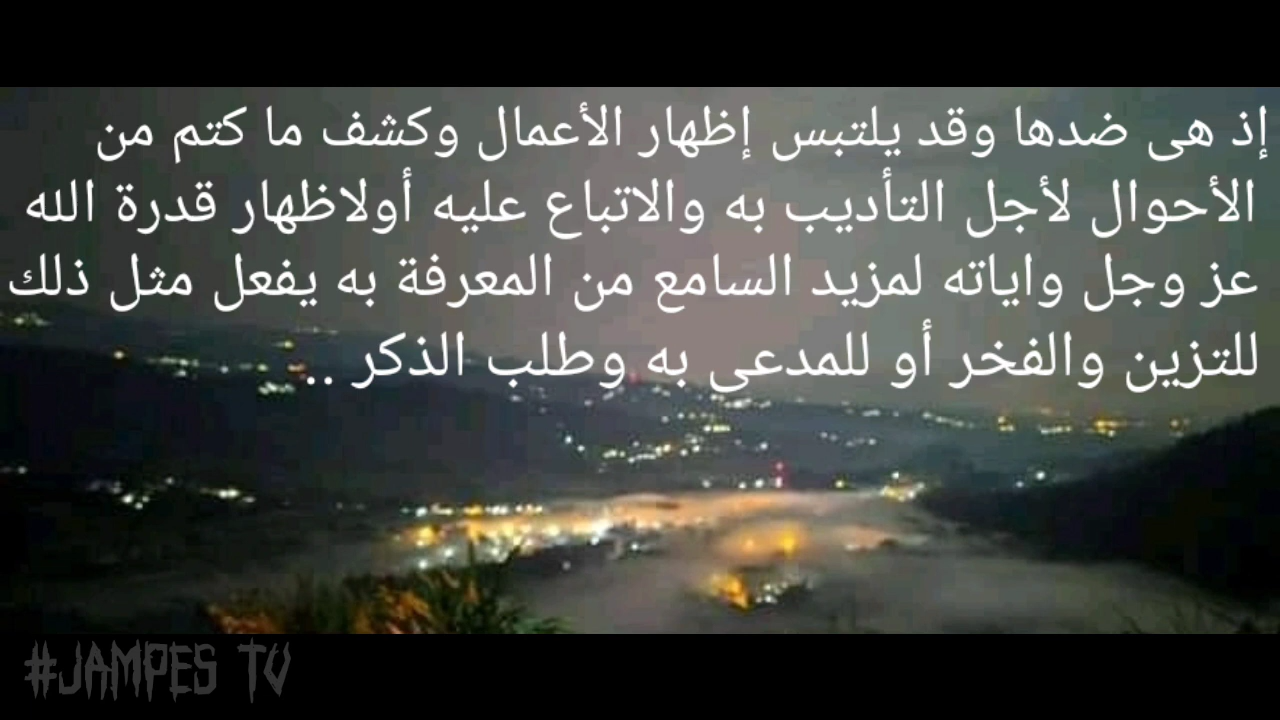 إذ هى ضدها وقد يلتبس إظهار الأعمال وكشف ما كتم من
الأحوال لأجل التأديب به والاتباع عليه أولاظهار قدرة الله
عز وجل واياته لمزيد السامع من المعرفة به يفعل مثل ذلك
للتزين والفخر أو للمدعى به وطلب الذكر ..
#JAMPES TV